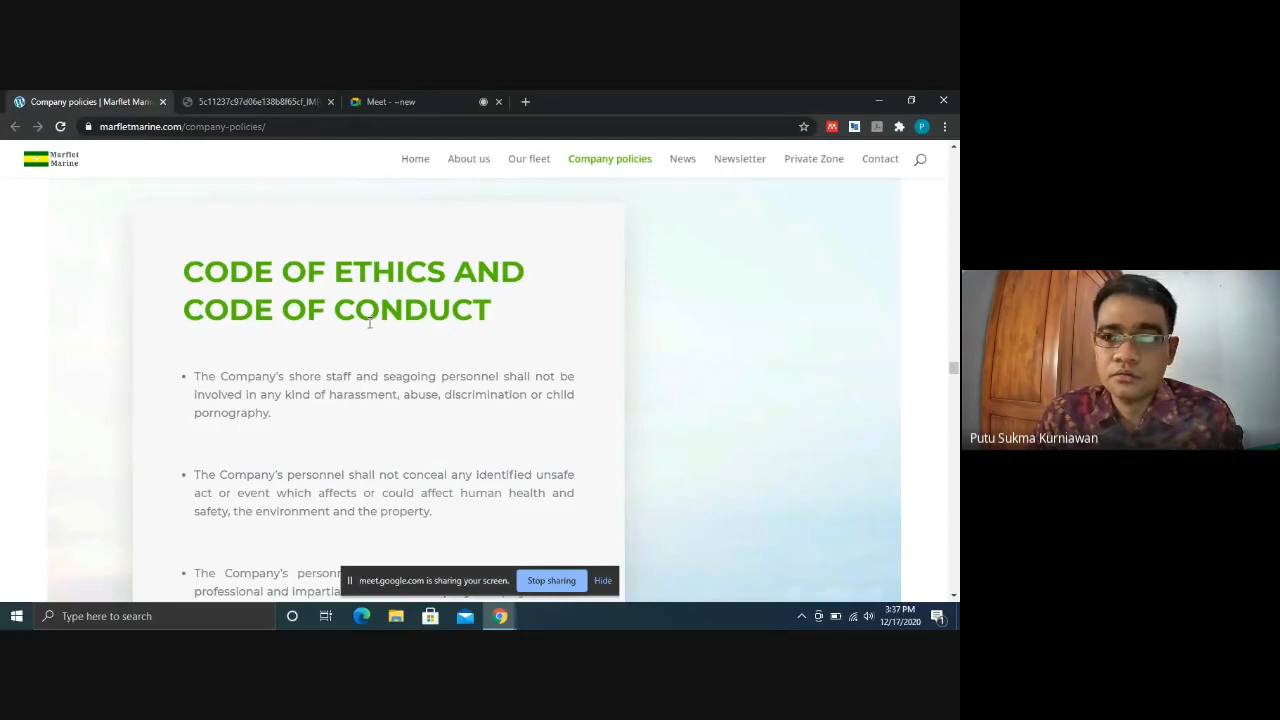 Company policies | Marflet Marin
5c11237c97d06e138b8f65cf_IMF
Meet - ~new
marfletmarine.com/company-policies/
Marflet
Marine
Home
About us
Our fleet
Company policies
News
Newsletter
Private Zone
Contact
CODE OF ETHICS AND
CODE OF CONDUCT
• The Company's shore staff and seagoing personnel shall not be
involved in any kind of harassment, abuse, discrimination or child
pornography.
• The Company's personnel shall not conceal any identified unsafe
act or event which affects or could affect human health and
safety, the environment and the property.
• The Company's personn
professional and impartia
meet.google.com is sharing your screen.
Stop sharing
Hide
Putu Sukma Kurniawan
Type here to search
3:37 PM
12/17/2020